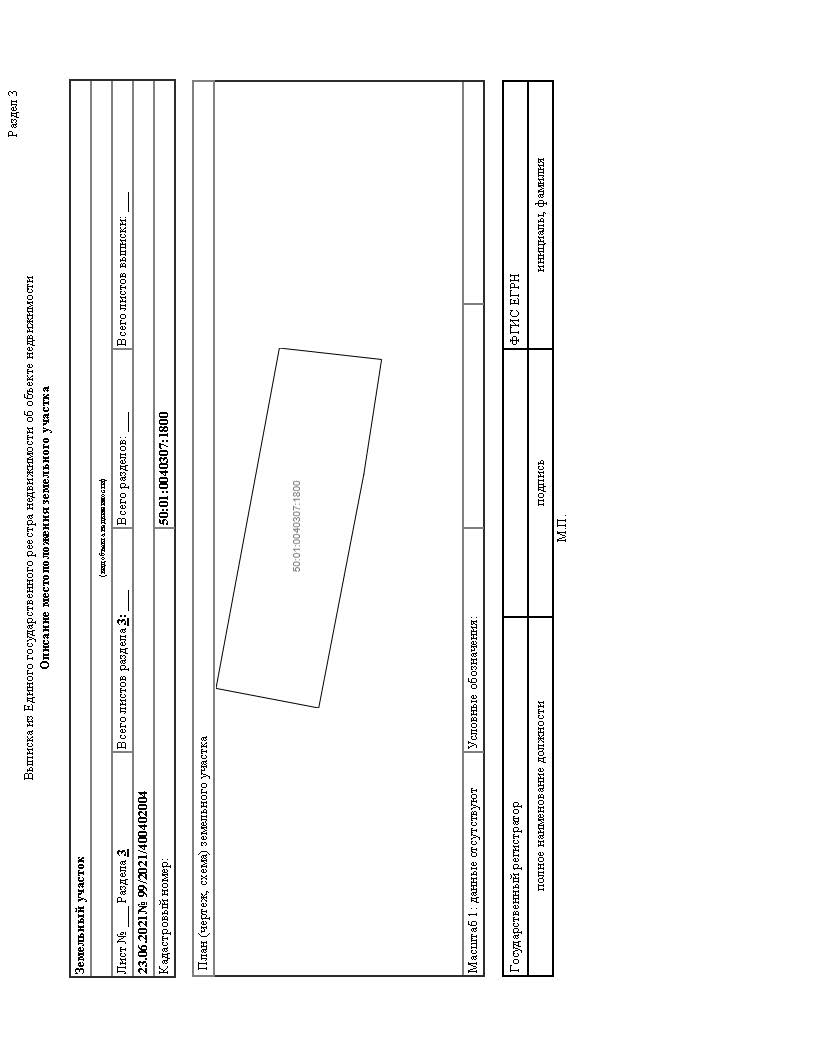 Раздел 3
Выписка из Единого государственного реестра недвижимости об объекте недвижимости
Описание местоположения земельного участка
Земельный участок
(вид объекта недвижимости)
Лист № ___ Раздела 3 Всего листов раздела 3: ___ Всего разделов: ___ Всего листов выписки: ___
23.06.2021 № 99/2021/400402004
Кадастровый номер: 50:01:0040307:1800
План (чертеж, схема) земельного участка
50:01:0040307:1800
Масштаб 1: данные отсутствуют Условные обозначения:
Государственный регистратор ФГИС ЕГРН
полное наименование должности подпись инициалы, фамилия
М.П.